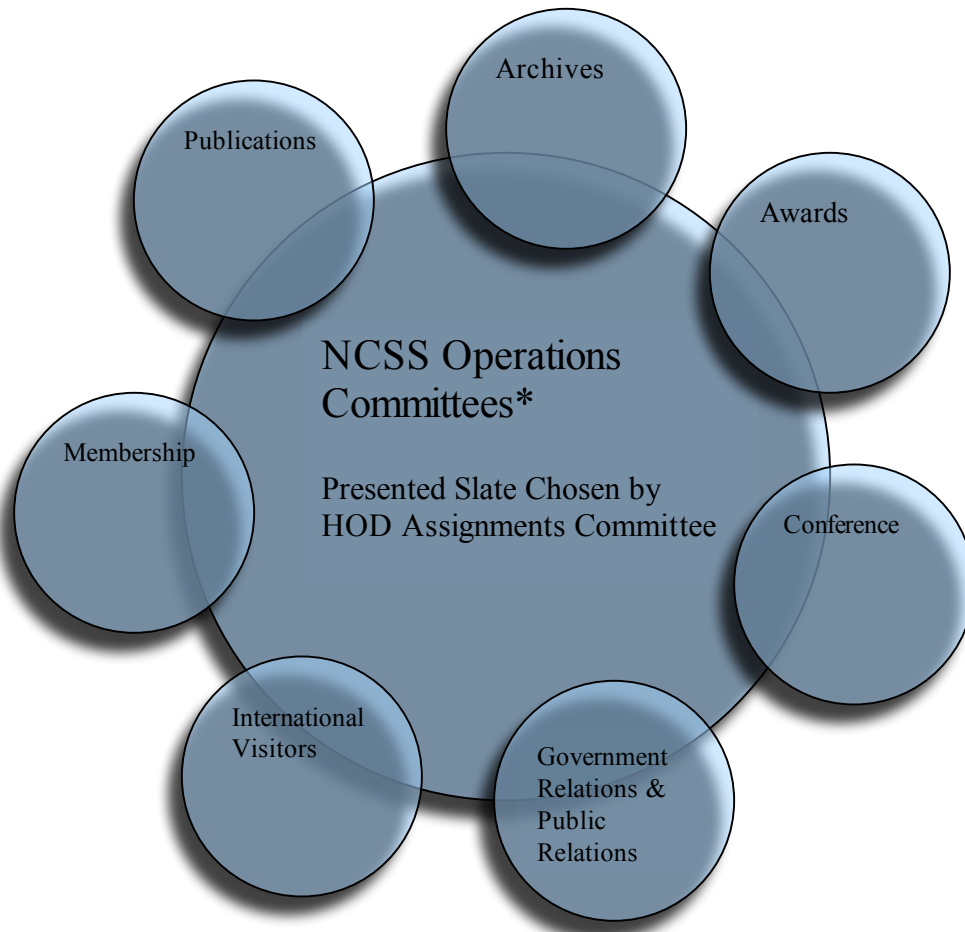 Archives
Publications
Awards
NCSS Operations
Committees*
Presented Slate Chosen by
HOD Assignments Committee
Membership
Conference
International
Visitors
Government
Relations &
Public
Relations